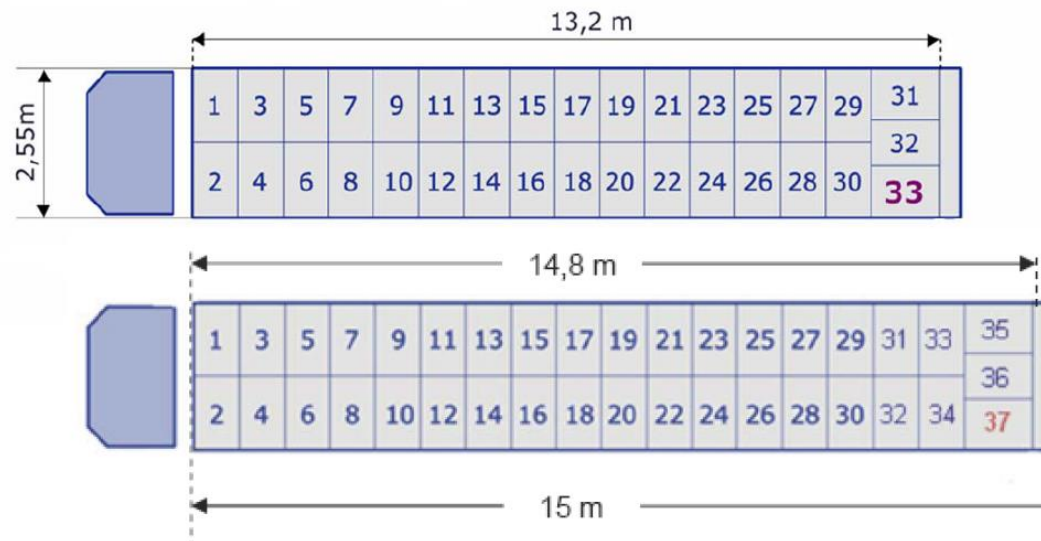 13,2 m
2,55m
1 3 5 7 9 11 13 15 17 19 21 23 25 27 29 31
32
2 4 6 8 10 12 14 16 18 20 22 24 26 28 30 33
14,8 m
1 3 5 7 9 11 13 15 17 19 21 23 25 27 29 31 33 35
36
2 4 6 8 10 12 14 16 18 20 22 24 26 28 30 32 34 37
15 m